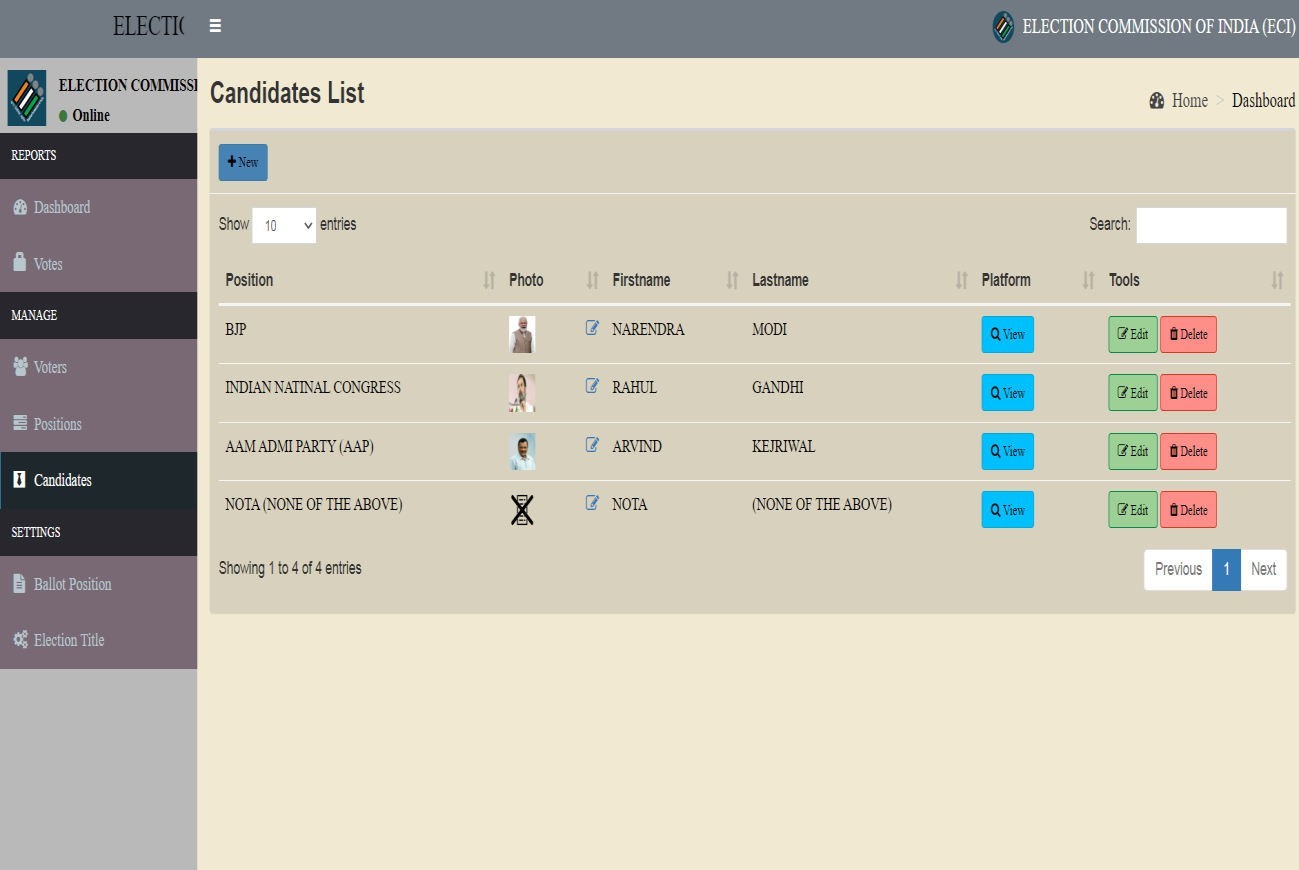 ELECTI
ELECTION COMMISSION OF INDIA (ECI)
ELECTION COMMISSI
Online
REPORTS
Dashboard
Votes
MANAGE
Voters
Positions
Candidates
SETTINGS
Ballot Position
Election Title
Candidates List
Home > Dashboard
New
Show 10 entries
Search:
Position Photo Firstname Lastname Platform Tools
BJP NARENDRA MODI View Edit Delete
INDIAN NATINAL CONGRESS RAHUL GANDHI View Edit Delete
AAM ADMI PARTY (AAP) ARVIND KEJRIWAL View Edit Delete
NOTA (NONE OF THE ABOVE) NOTA (NONE OF THE ABOVE) View Edit Delete
Showing 1 to 4 of 4 entries
Previous 1 Next